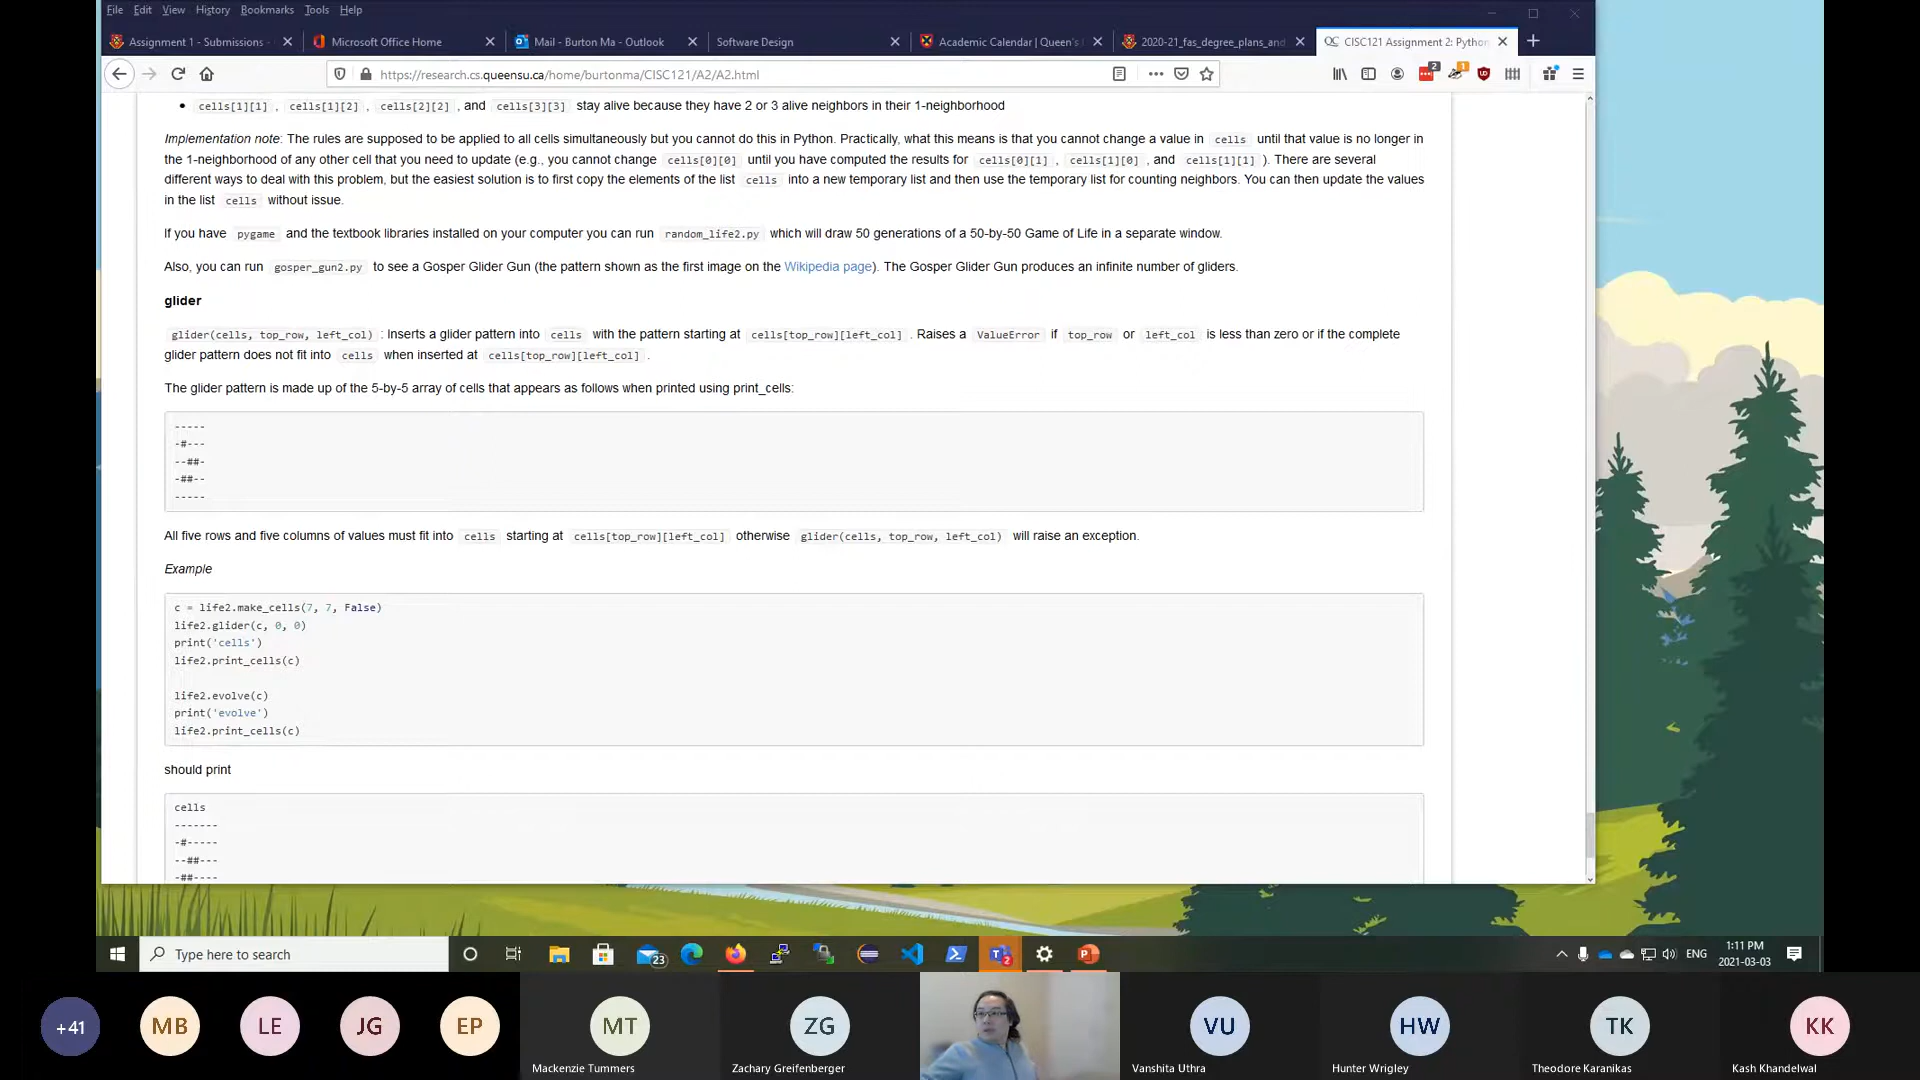 File Edit View History Bookmarks Tools Help
Assignment 1 - Submissions - Microsoft Office Home Mail - Burton Ma - Outlook Software Design Academic Calendar | Queen's 2020-21_fas_degree_plans_and CISC121 Assignment 2: Python
https://research.cs.queensu.ca/home/burtonma/CISC121/A2/A2.html
2 1
• cells[1][1] , cells[1][2] , cells[2][2] , and cells[3][3] stay alive because they have 2 or 3 alive neighbors in their 1-neighborhood
Implementation note: The rules are supposed to be applied to all cells simultaneously but you cannot do this in Python. Practically, what this means is that you cannot change a value in cells until that value is no longer in
the 1-neighborhood of any other cell that you need to update (e.g., you cannot change cells[0][0] until you have computed the results for cells[0][1] , cells[1][0] , and cells[1][1] ). There are several
different ways to deal with this problem, but the easiest solution is to first copy the elements of the list cells into a new temporary list and then use the temporary list for counting neighbors. You can then update the values
in the list cells without issue.
If you have pygame and the textbook libraries installed on your computer you can run random_life2.py which will draw 50 generations of a 50-by-50 Game of Life in a separate window.
Also, you can run gosper_gun2.py to see a Gosper Glider Gun (the pattern shown as the first image on the Wikipedia page). The Gosper Glider Gun produces an infinite number of gliders.
glider
glider(cells, top_row, left_col) : Inserts a glider pattern into cells with the pattern starting at cells[top_row][left_col] . Raises a ValueError if top_row or left_col is less than zero or if the complete
glider pattern does not fit into cells when inserted at cells[top_row][left_col] .
The glider pattern is made up of the 5-by-5 array of cells that appears as follows when printed using print_cells:
-----
-#---
--##-
-##--
-----
All five rows and five columns of values must fit into cells starting at cells[top_row][left_col] otherwise glider(cells, top_row, left_col) will raise an exception.
Example
c = life2.make_cells(7, 7, False)
life2.glider(c, 0, 0)
print('cells')
life2.print_cells(c)
life2.evolve(c)
print('evolve')
life2.print_cells(c)
should print
cells
-------
-#-----
--##---
-##----
Type here to search
23
2
ENG
1:11 PM
2021-03-03
+41 MB LE JG EP MT ZG VU HW TK KK
Mackenzie Tummers Zachary Greifenberger Vanshita Uthra Hunter Wrigley Theodore Karanikas Kash Khandelwal